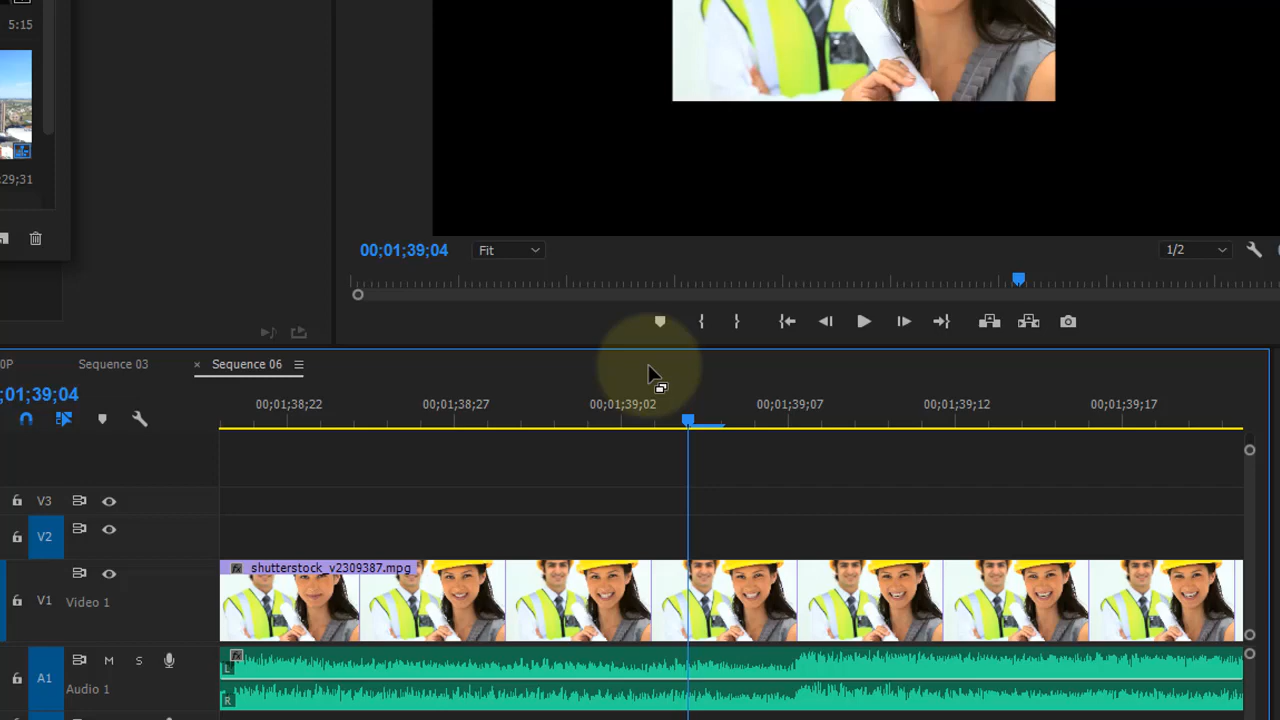 5:15
:29;31
00;01;39;04
Fit
1/2
0P
Sequence 03
× Sequence 06
;01;39;04
00;01;38;22
00;01;38;27
00;01;39;02
00;01;39;07
00;01;39;12
00;01;39;17
V3
V2
fx shutterstock_v2309387.mpg
V1
Video 1
A1
M
S
Audio 1
L
R